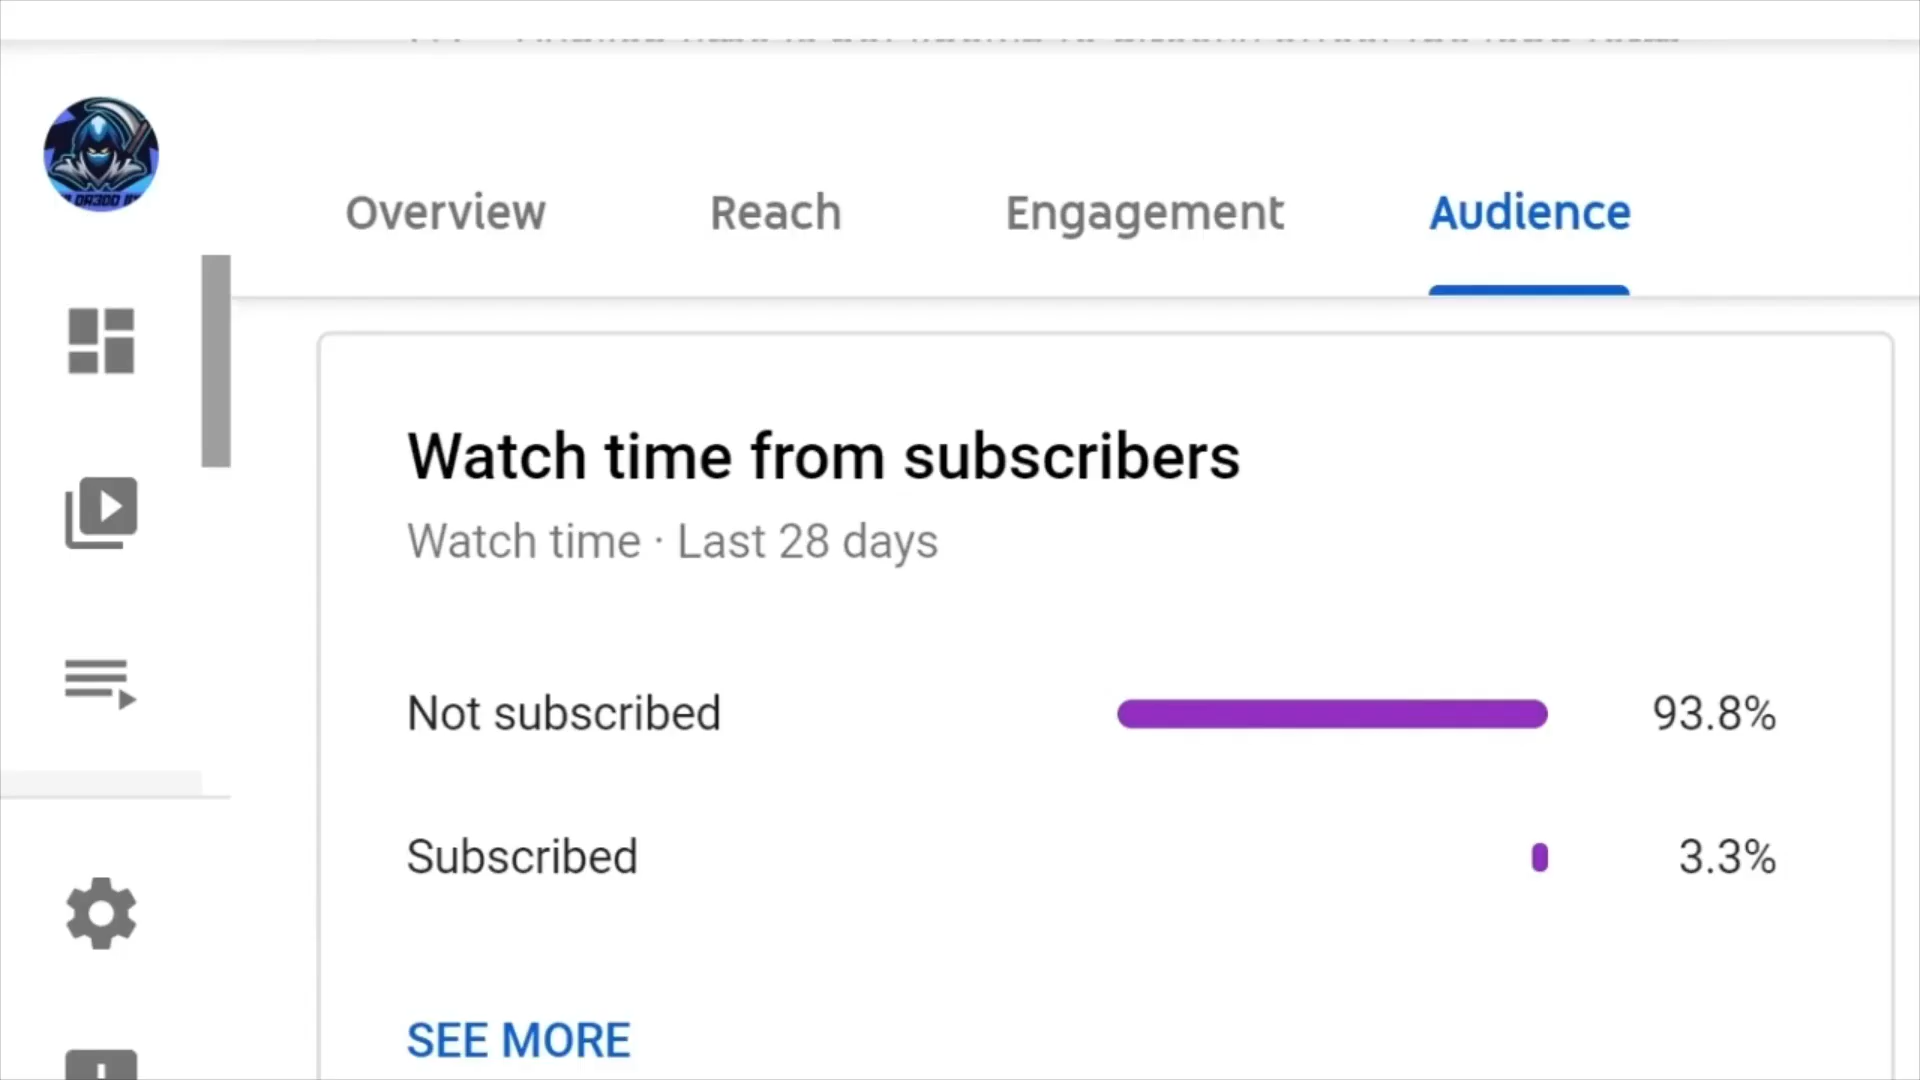 Overview Reach Engagement Audience
Watch time from subscribers
Watch time · Last 28 days
Not subscribed 93.8%
Subscribed 3.3%
SEE MORE